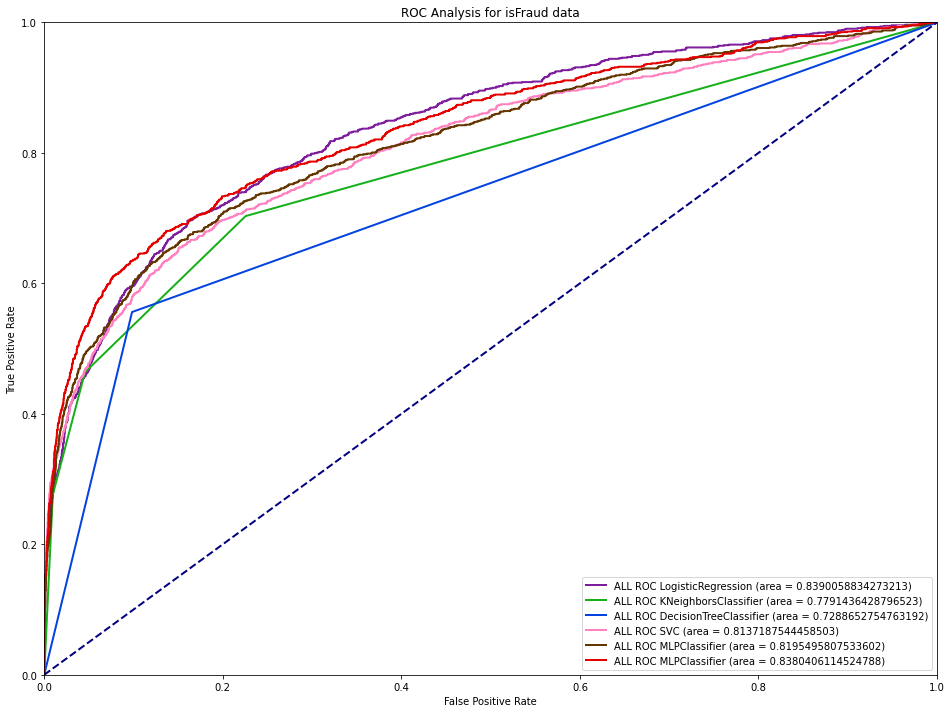 ROC Analysis for isFraud data
1.0
0.8
0.6
0.4
0.2
0.0
True Positive Rate
0.0 0.2 0.4 0.6 0.8 1.0
False Positive Rate
ALL ROC LogisticRegression (area = 0.8390058834273213)
ALL ROC KNeighborsClassifier (area = 0.7791436428796523)
ALL ROC DecisionTreeClassifier (area = 0.7288652754763192)
ALL ROC SVC (area = 0.8137187544458503)
ALL ROC MLPClassifier (area = 0.8195495807533602)
ALL ROC MLPClassifier (area = 0.8380406114524788)